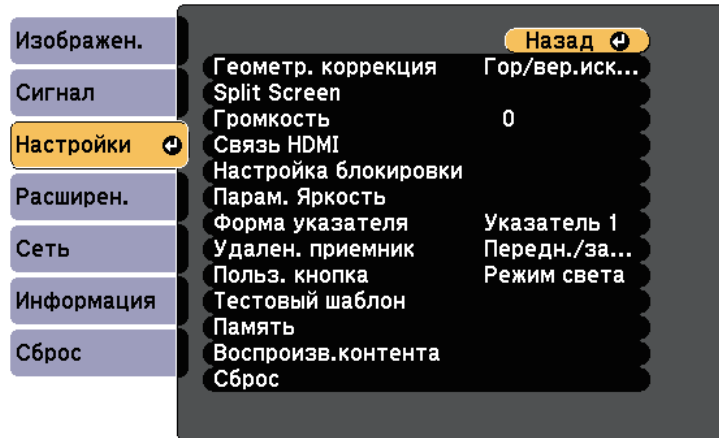 Изображен.
Сигнал
Настройки
Расширен.
Сеть
Информация
Сброс
Назад
Геометр. коррекция Гор/вер.иск...
Split Screen
Громкость 0
Связь HDMI
Настройка блокировки
Парам. Яркость
Форма указателя Указатель 1
Удален. приемник Передн./за...
Польз. кнопка Режим света
Тестовый шаблон
Память
Воспроизв.контента
Сброс